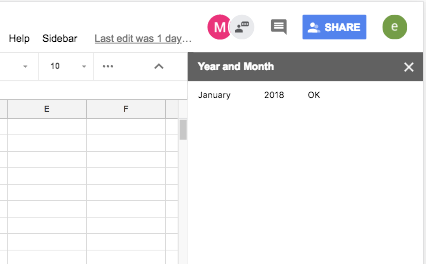 M SHARE e
Help Sidebar Last edit was 1 day…
10 Year and Month
January 2018 OK
E F